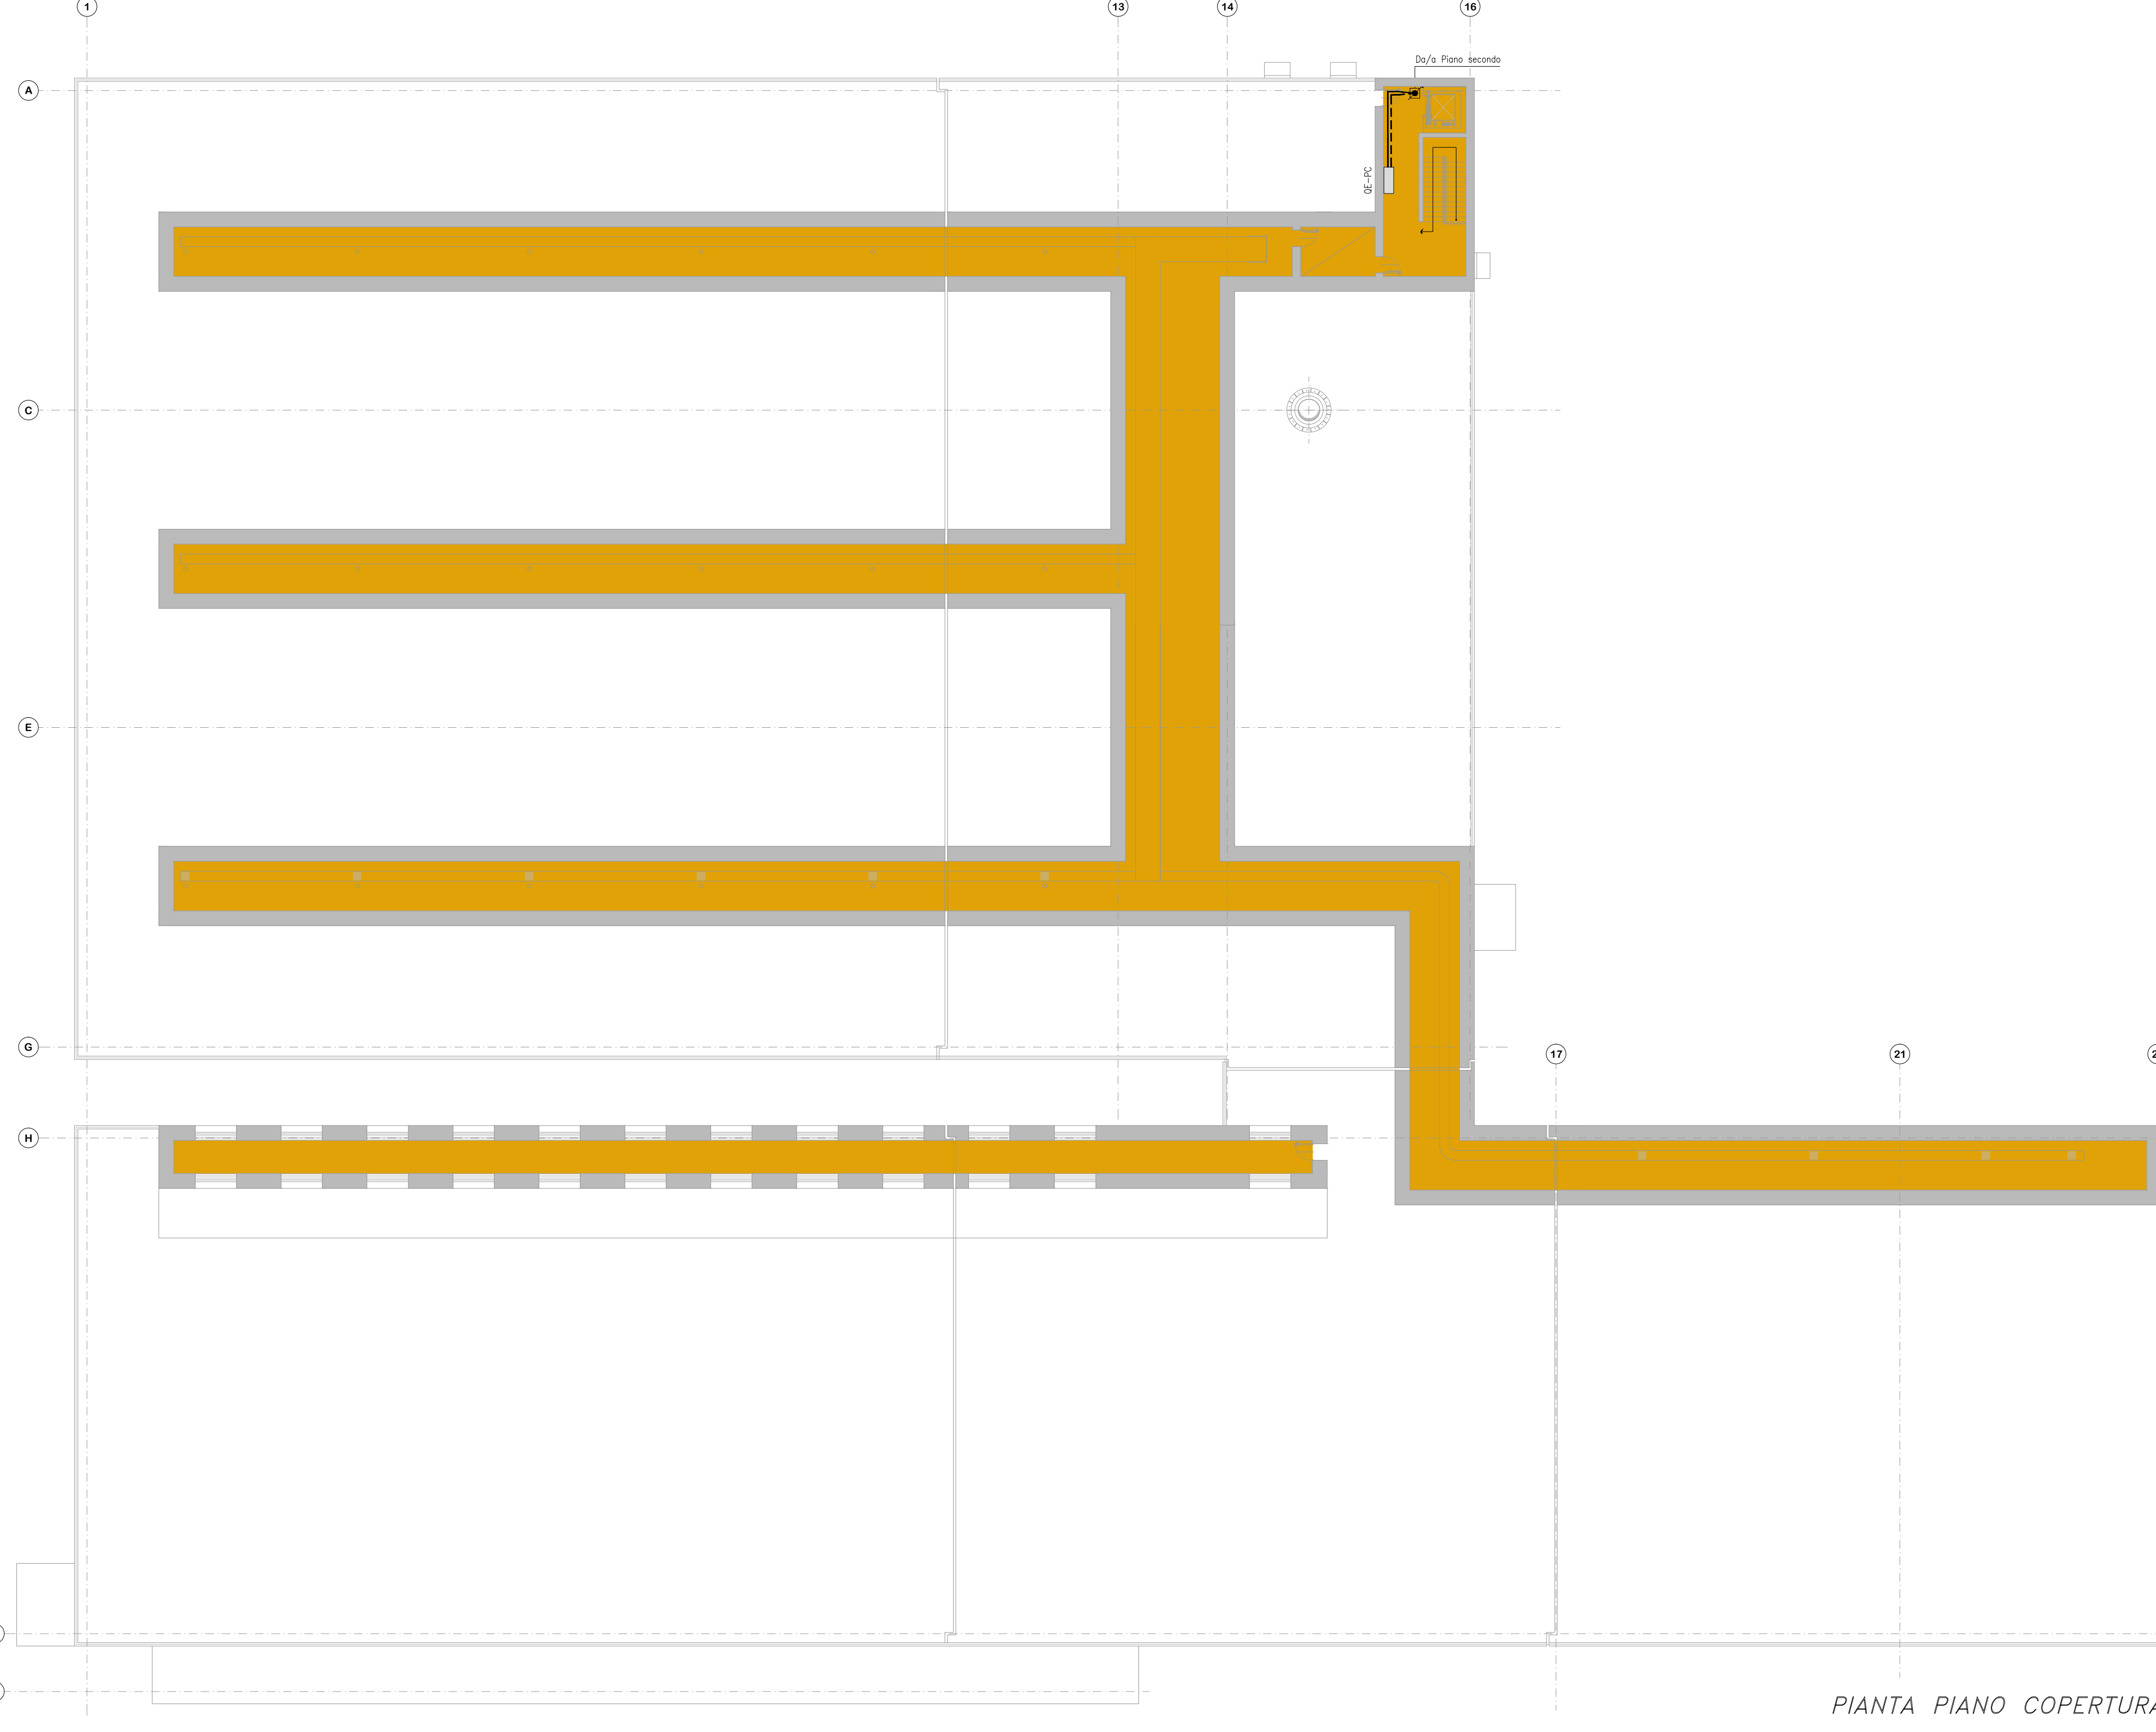 1
13
14
16
Da/a Piano secondo
A
QE-PC
C
E
G
17
21
H
PIANTA PIANO COPERTURA